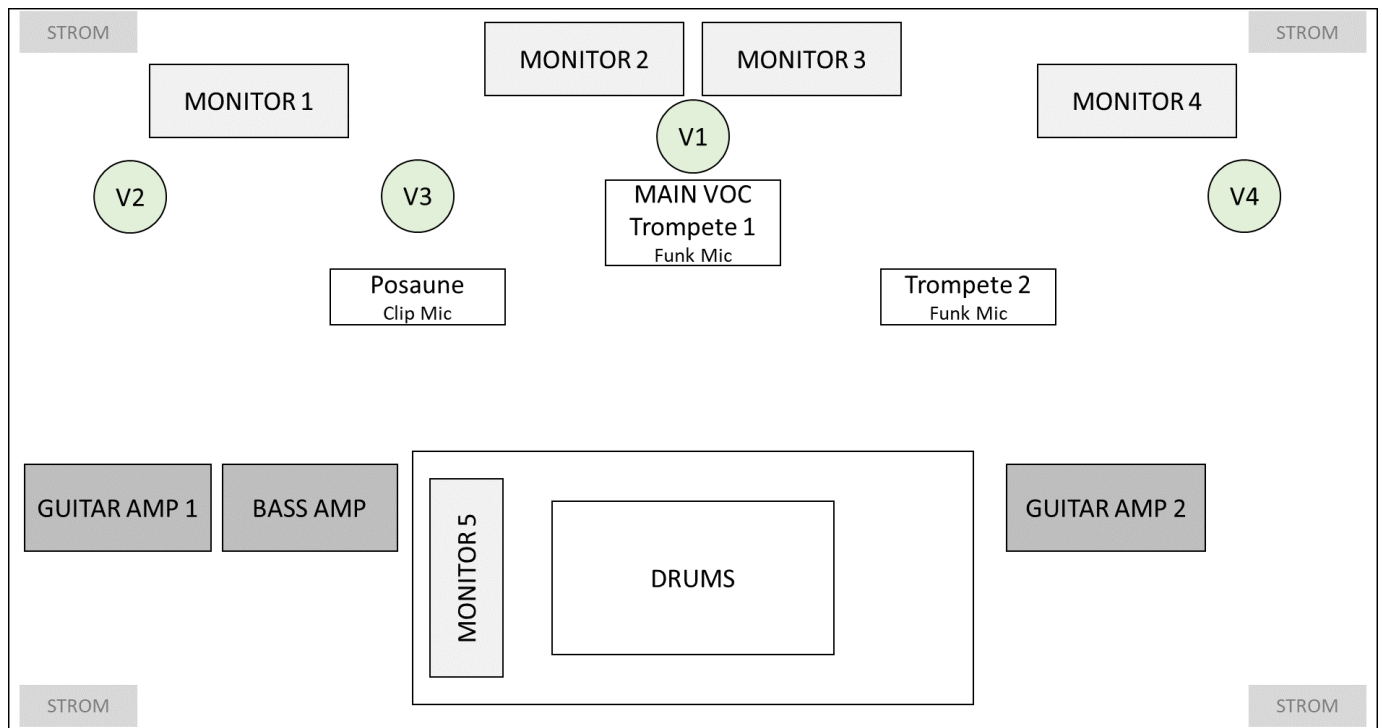 STROM
STROM
MONITOR 2
MONITOR 3
MONITOR 1
MONITOR 4
V1
V2
V3
V4
MAIN VOC
Trompete 1
Funk Mic
Posaune
Clip Mic
Trompete 2
Funk Mic
GUITAR AMP 1
BASS AMP
GUITAR AMP 2
MONITOR 5
DRUMS
STROM
STROM